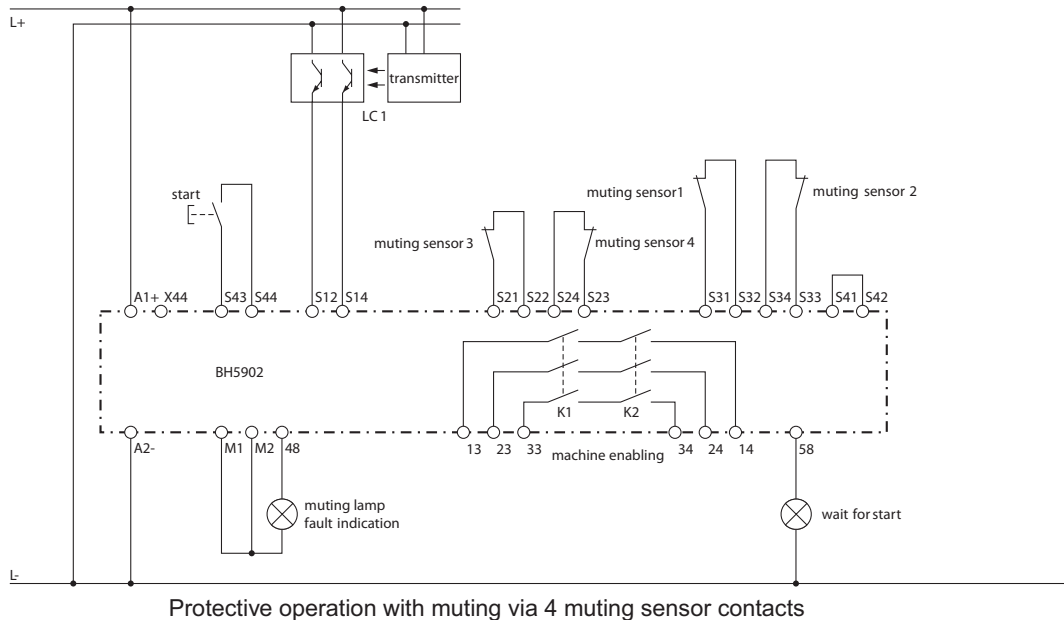 L+
transmitter
LC 1
start
muting sensor1
muting sensor 2
muting sensor 3
muting sensor 4
A1+ X44 S43 S44 S12 S14 S21 S22 S24 S23 S31 S32 S34 S33 S41 S42
BH5902
K1 K2
A2- M1 M2 48 13 23 33 machine enabling 34 24 14 58
muting lamp
fault indication
wait for start
L-
Protective operation with muting via 4 muting sensor contacts